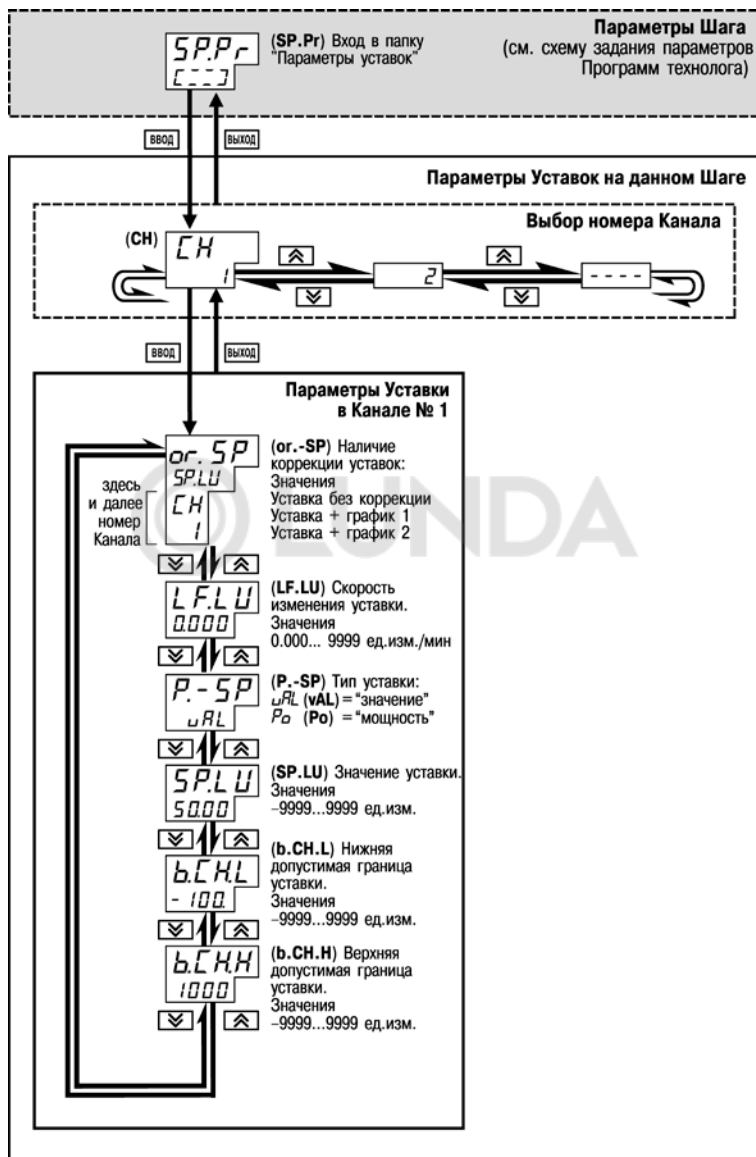 Параметры Шага
(см. схему задания параметров
Программ технолога)
SP.Pr
[---]
(SP.Pr) Вход в папку
"Параметры уставок"
ВВОД
ВЫХОД
Параметры Уставок на данном Шаге
Выбор номера Канала
(CH)
CH
1
2
----
ВВОД
ВЫХОД
Параметры Уставки
в Канале № 1
or.SP
SP.LU
CH
1
здесь
и далее
номер
Канала
(or.-SP) Наличие
коррекции уставок:
Значения
Уставка без коррекции
Уставка + график 1
Уставка + график 2
LUNDA
LF.LU
0.000
(LF.LU) Скорость
изменения уставки.
Значения
0.000... 9999 ед.изм./мин
P.-SP
vAL
(P.-SP) Тип уставки:
vAL (vAL) = "значение"
Po (Po) = "мощность"
SP.LU
50.00
(SP.LU) Значение уставки.
Значения
–9999...9999 ед.изм.
b.CH.L
-100.
(b.CH.L) Нижняя
допустимая граница
уставки.
Значения
–9999...9999 ед.изм.
b.CH.H
1000
(b.CH.H) Верхняя
допустимая граница
уставки.
Значения
–9999...9999 ед.изм.